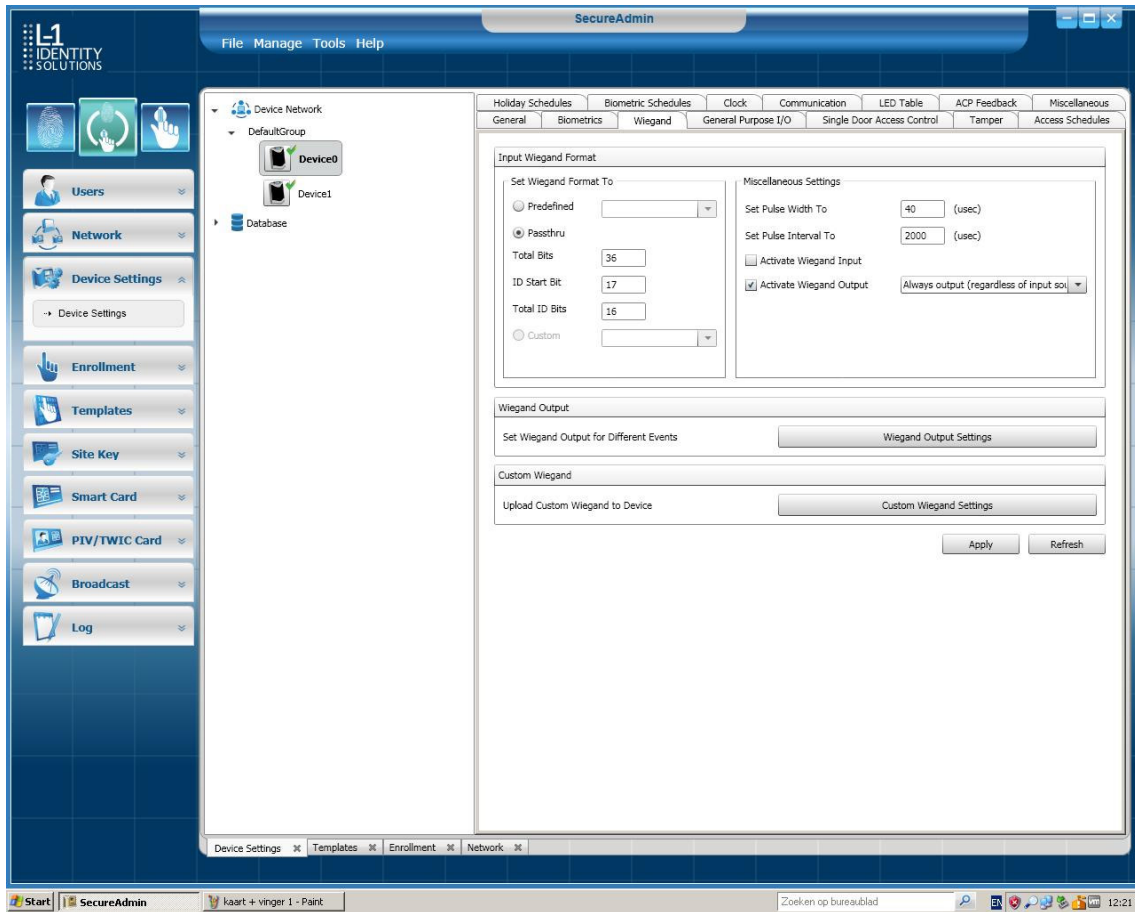 SecureAdmin
L-1
IDENTITY
SOLUTIONS
File Manage Tools Help
Users
Network
Device Settings
Device Settings
Enrollment
Templates
Site Key
Smart Card
PIV/TWIC Card
Broadcast
Log
Device Network
DefaultGroup
Device0
Device1
Database
Holiday Schedules Biometric Schedules Clock Communication LED Table ACP Feedback Miscellaneous
General Biometrics Wiegand General Purpose I/O Single Door Access Control Tamper Access Schedules
Input Wiegand Format
Set Wiegand Format To
Predefined
Passthru
Total Bits 36
ID Start Bit 17
Total ID Bits 16
Custom
Miscellaneous Settings
Set Pulse Width To 40 (usec)
Set Pulse Interval To 2000 (usec)
Activate Wiegand Input
Activate Wiegand Output Always output (regardless of input sou
Wiegand Output
Set Wiegand Output for Different Events Wiegand Output Settings
Custom Wiegand
Upload Custom Wiegand to Device Custom Wiegand Settings
Apply Refresh
Device Settings Templates Enrollment Network
Start SecureAdmin kaart + vinger 1 - Paint Zoeken op bureaublad EN 12:21